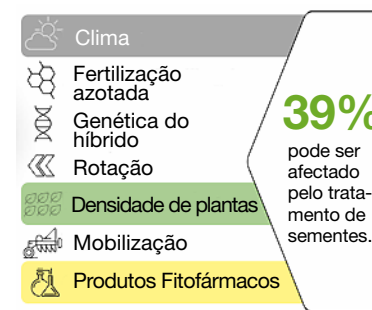 Clima
Fertilização
azotada
Genética do
híbrido
Rotação
Densidade de plantas
Mobilização
Produtos Fitofármacos
39%
pode ser
afectado
pelo trata-
mento de
sementes.